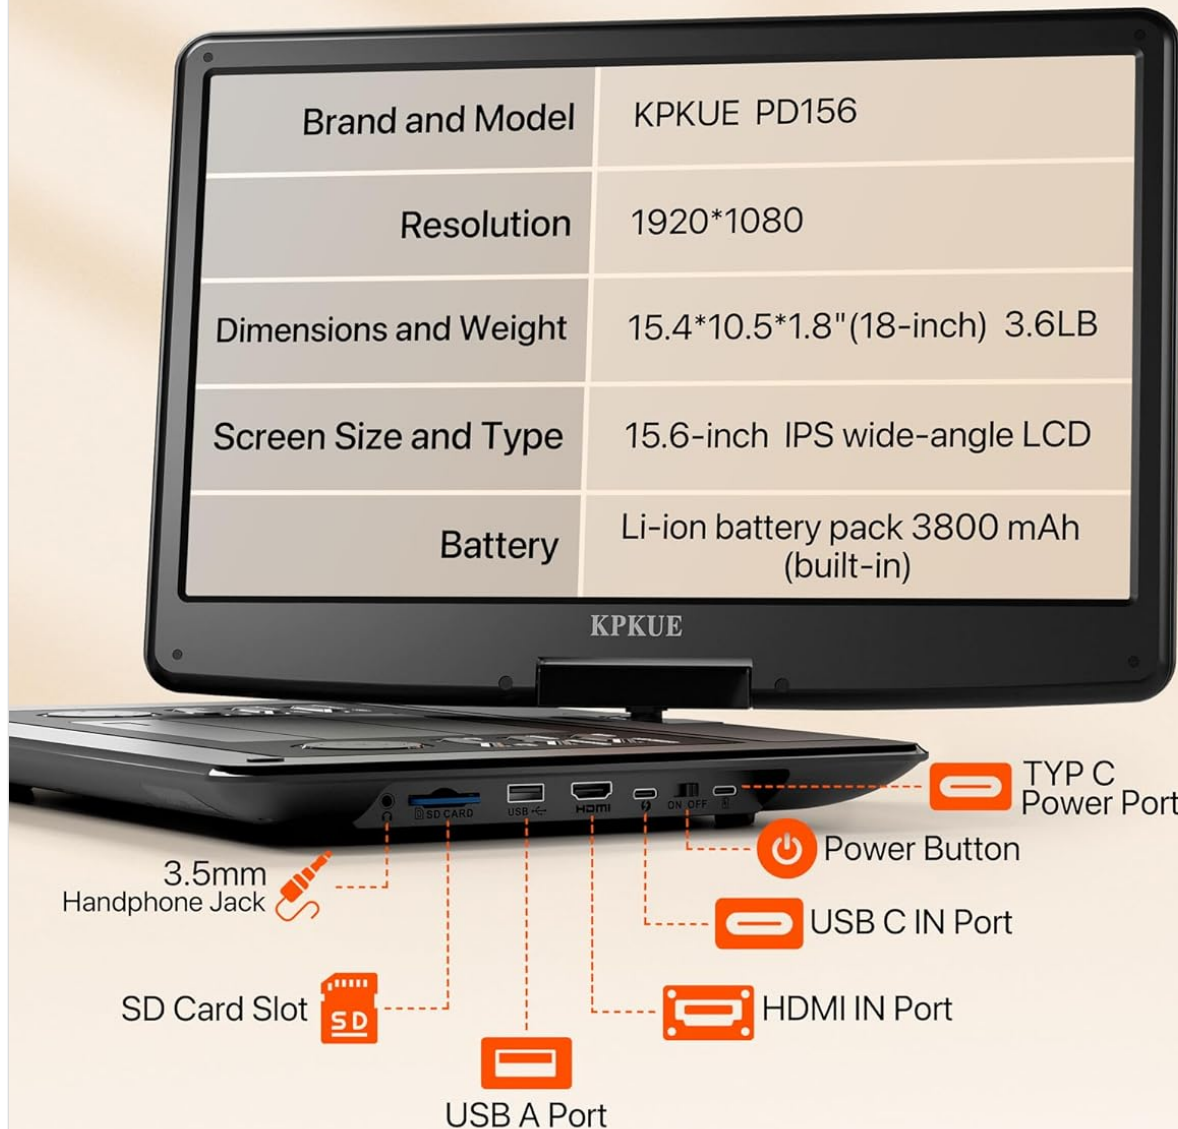 Brand and Model KPKUE PD156
Resolution 1920*1080
Dimensions and Weight 15.4*10.5*1.8"(18-inch) 3.6LB
Screen Size and Type 15.6-inch IPS wide-angle LCD
Battery Li-ion battery pack 3800 mAh
(built-in)
KPKUE
SD CARD
USB
HDMI
ON OFF
TYP C
Power Port
Power Button
3.5mm
Handphone Jack
USB C IN Port
SD Card Slot
SD
HDMI IN Port
USB A Port